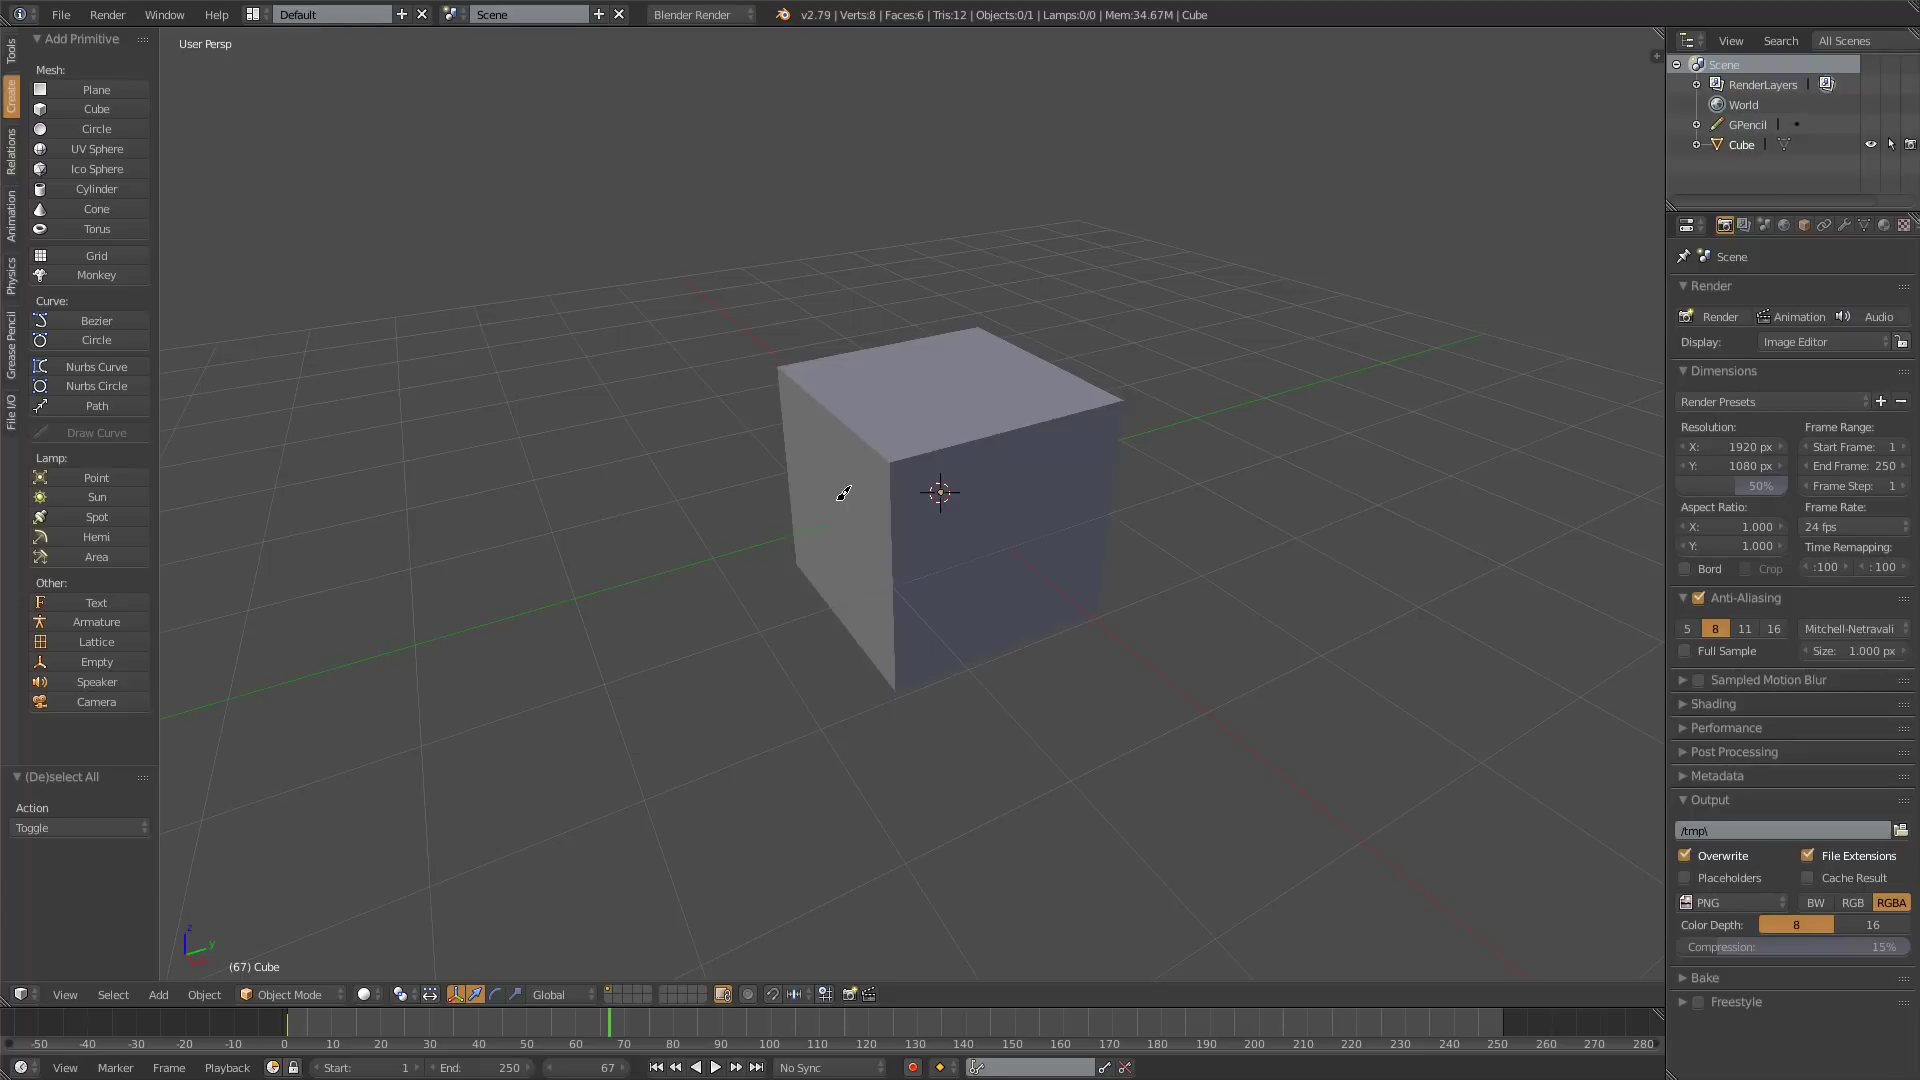 File Render Window Help Default Scene Blender Render v2.79 | Verts:8 | Faces:6 | Tris:12 | Objects:0/1 | Lamps:0/0 | Mem:34.67M | Cube
Tools
Create
Relations
Animation
Physics
Grease Pencil
File I/O
Add Primitive
Mesh:
Plane
Cube
Circle
UV Sphere
Ico Sphere
Cylinder
Cone
Torus
Grid
Monkey
Curve:
Bezier
Circle
Nurbs Curve
Nurbs Circle
Path
Draw Curve
Lamp:
Point
Sun
Spot
Hemi
Area
Other:
Text
Armature
Lattice
Empty
Speaker
Camera
(De)select All
Action
Toggle
User Persp
z
y
(67) Cube
View Select Add Object Object Mode Global
-50 -40 -30 -20 -10 0 10 20 30 40 50 60 70 80 90 100 110 120 130 140 150 160 170 180 190 200 210 220 230 240 250 260 270 280
View Marker Frame Playback Start: 1 End: 250 67 No Sync
View Search All Scenes
Scene
RenderLayers |
World
GPencil |
Cube |
Scene
Render
Render Animation Audio
Display: Image Editor
Dimensions
Render Presets
Resolution: Frame Range:
X: 1920 px Start Frame: 1
Y: 1080 px End Frame: 250
50% Frame Step: 1
Aspect Ratio: Frame Rate:
X: 1.000 24 fps
Y: 1.000 Time Remapping:
Bord Crop :100 : 100
Anti-Aliasing
5 8 11 16 Mitchell-Netravali
Full Sample Size: 1.000 px
Sampled Motion Blur
Shading
Performance
Post Processing
Metadata
Output
/tmp\
Overwrite File Extensions
Placeholders Cache Result
PNG BW RGB RGBA
Color Depth: 8 16
Compression: 15%
Bake
Freestyle